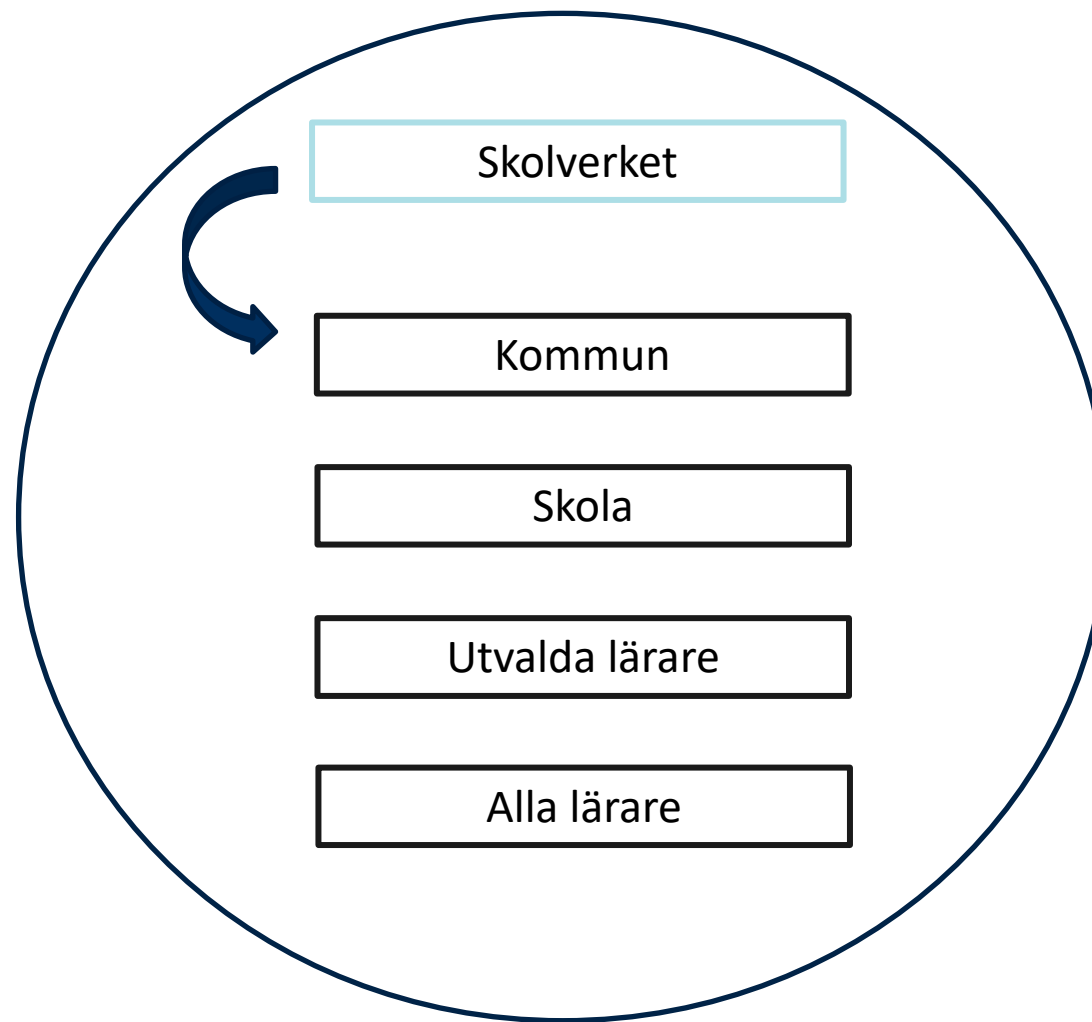 Skolverket
Kommun
Skola
Utvalda lärare
Alla lärare